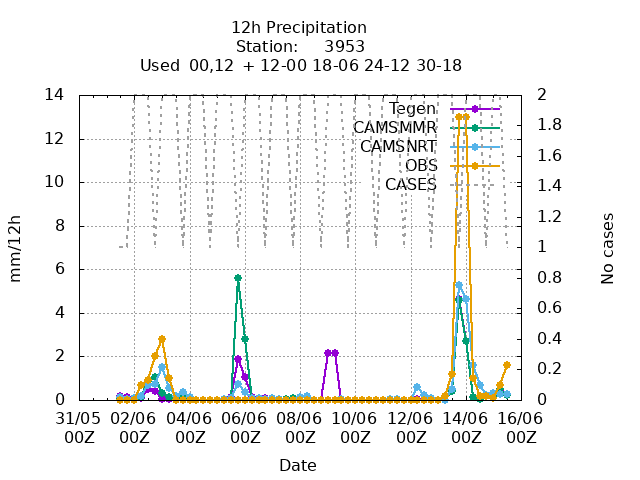 12h Precipitation
Station: 3953
Used 00,12 + 12-00 18-06 24-12 30-18
14 2
Tegen
CAMSMMR
CAMSNRT
OBS
CASES
12 1.8
1.6
10 1.4
8 1.2
1
6 0.8
4 0.6
0.4
2 0.2
0 0
mm/12h
No cases
31/05 02/06 04/06 06/06 08/06 10/06 12/06 14/06 16/06
00Z 00Z 00Z 00Z 00Z 00Z 00Z 00Z 00Z
Date